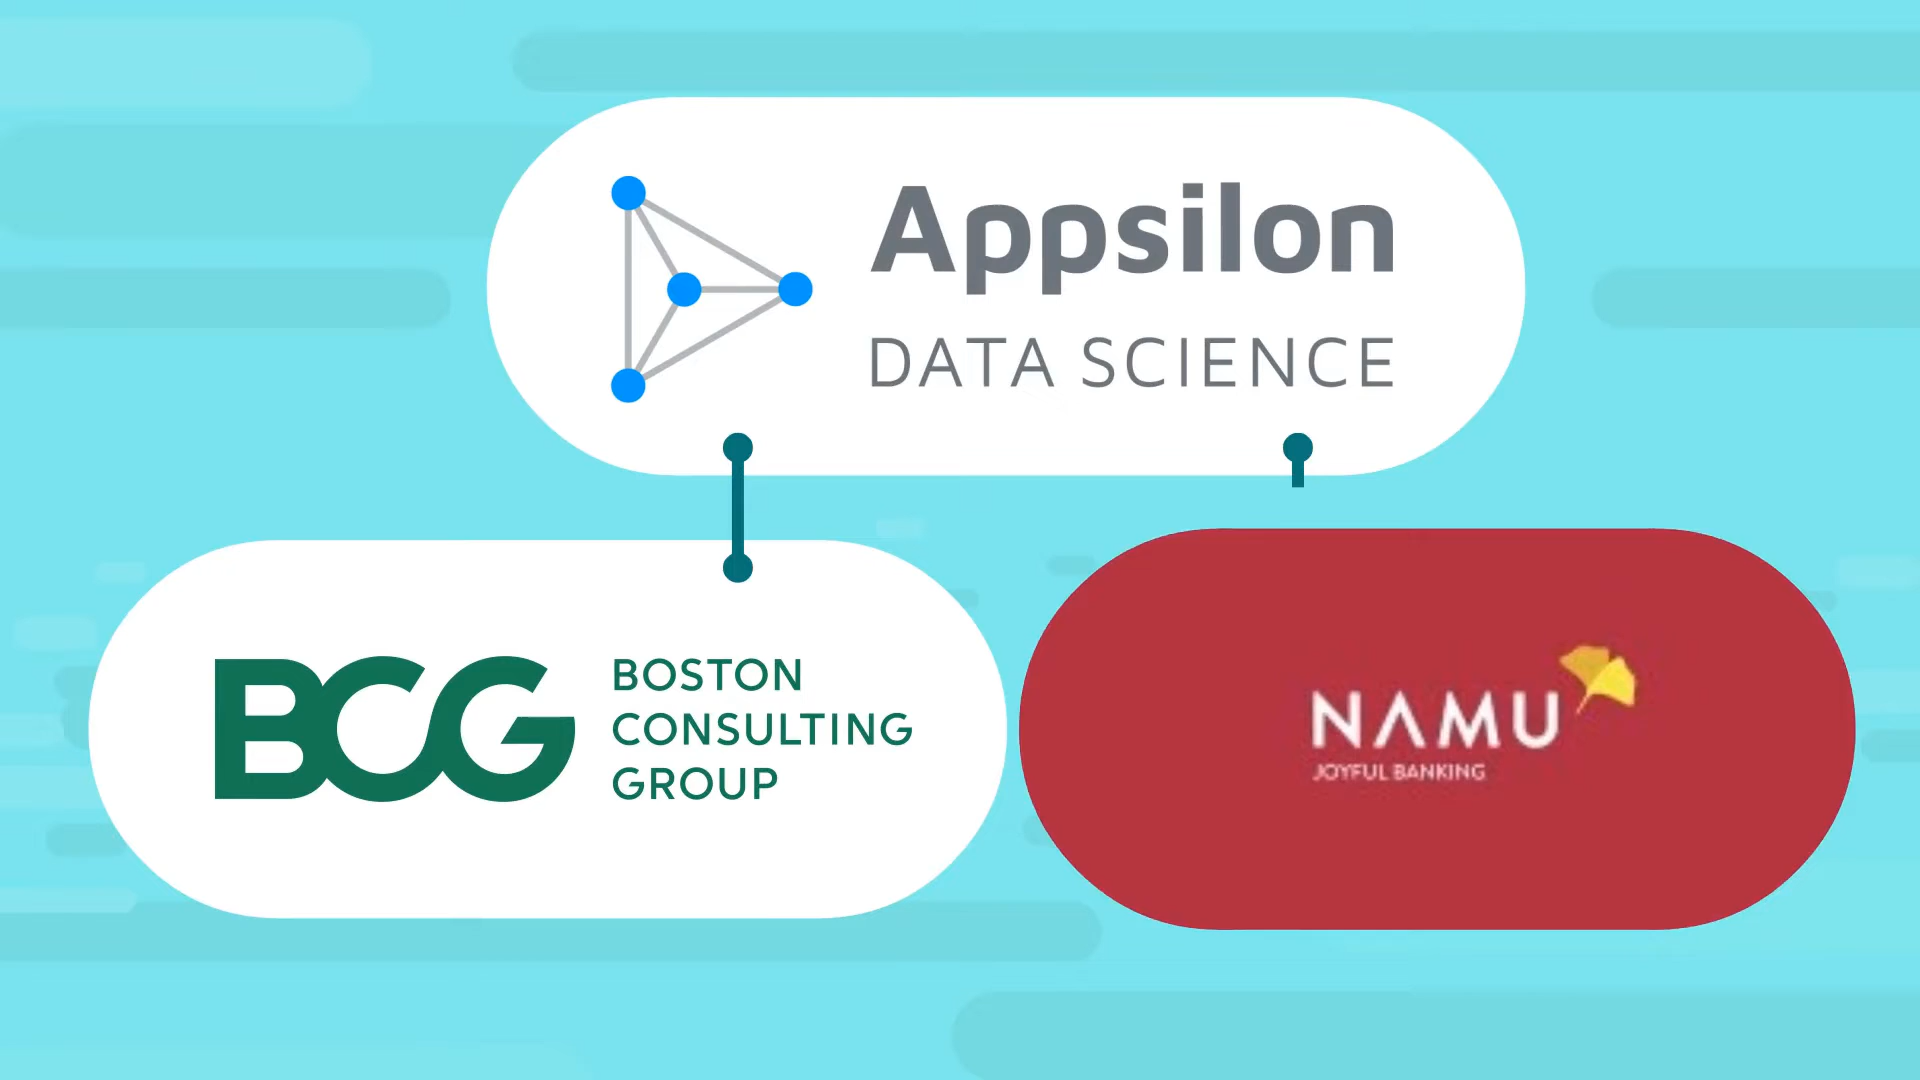 Appsilon
DATA SCIENCE
BCG
BOSTON
CONSULTING
GROUP
NAMU
JOYFUL BANKING